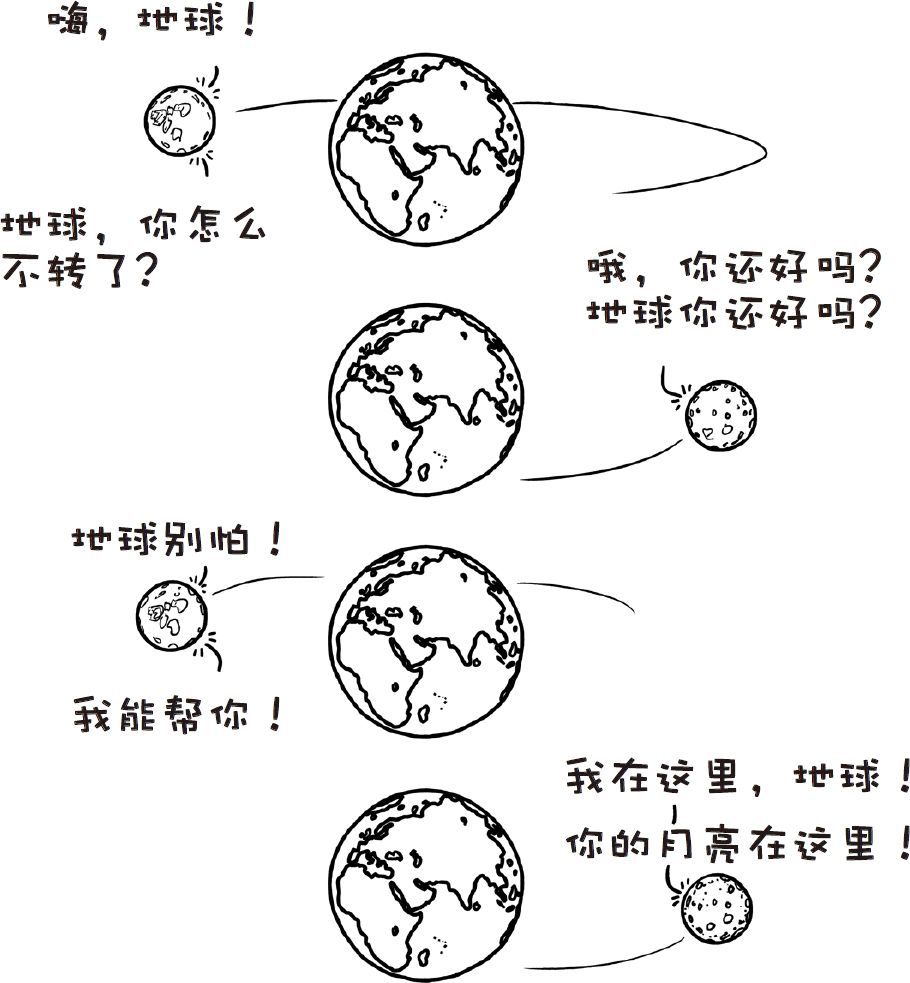 嗨，地球！
地球，你怎么
不转了？
哦，你还好吗？
地球你还好吗？
地球别怕！
我能帮你！
我在这里，地球！
你的月亮在这里！